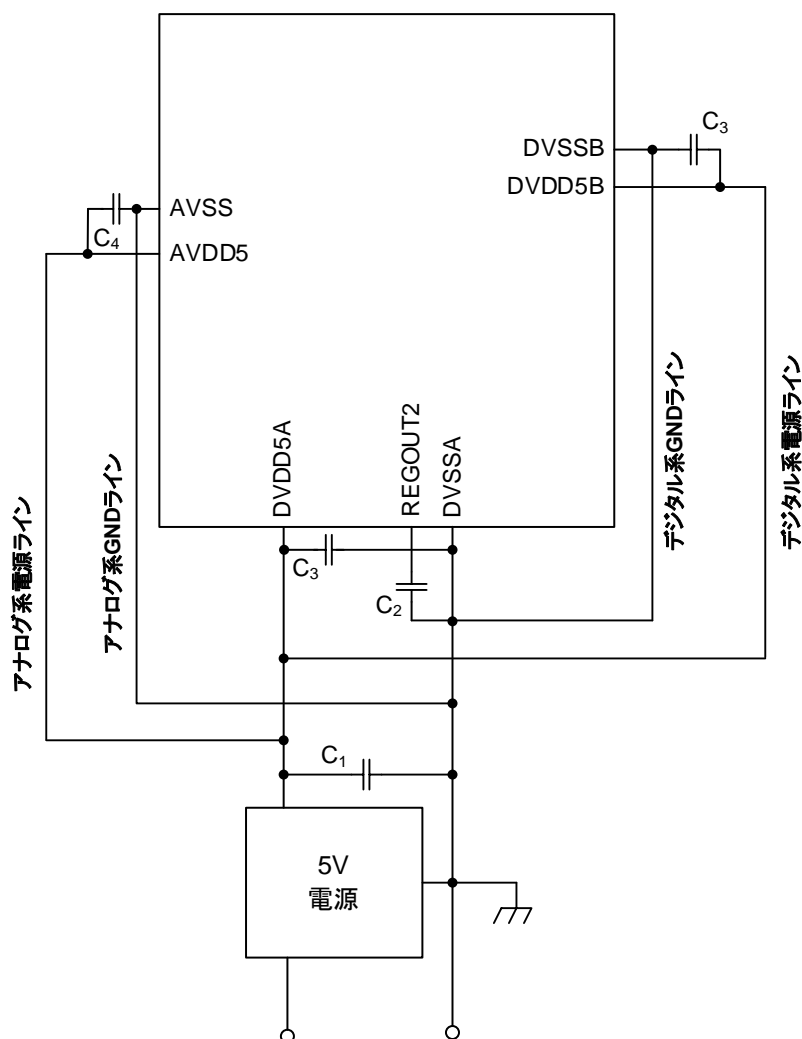 C₃
DVSSB
DVDD5B
AVSS
C₄
AVDD5
DVDD5A
REGOUT2
DVSSA
アナログ系電源ライン
アナログ系GNDライン
デジタル系GNDライン
デジタル系電源ライン
C₃
C₂
C₁
5V
電源